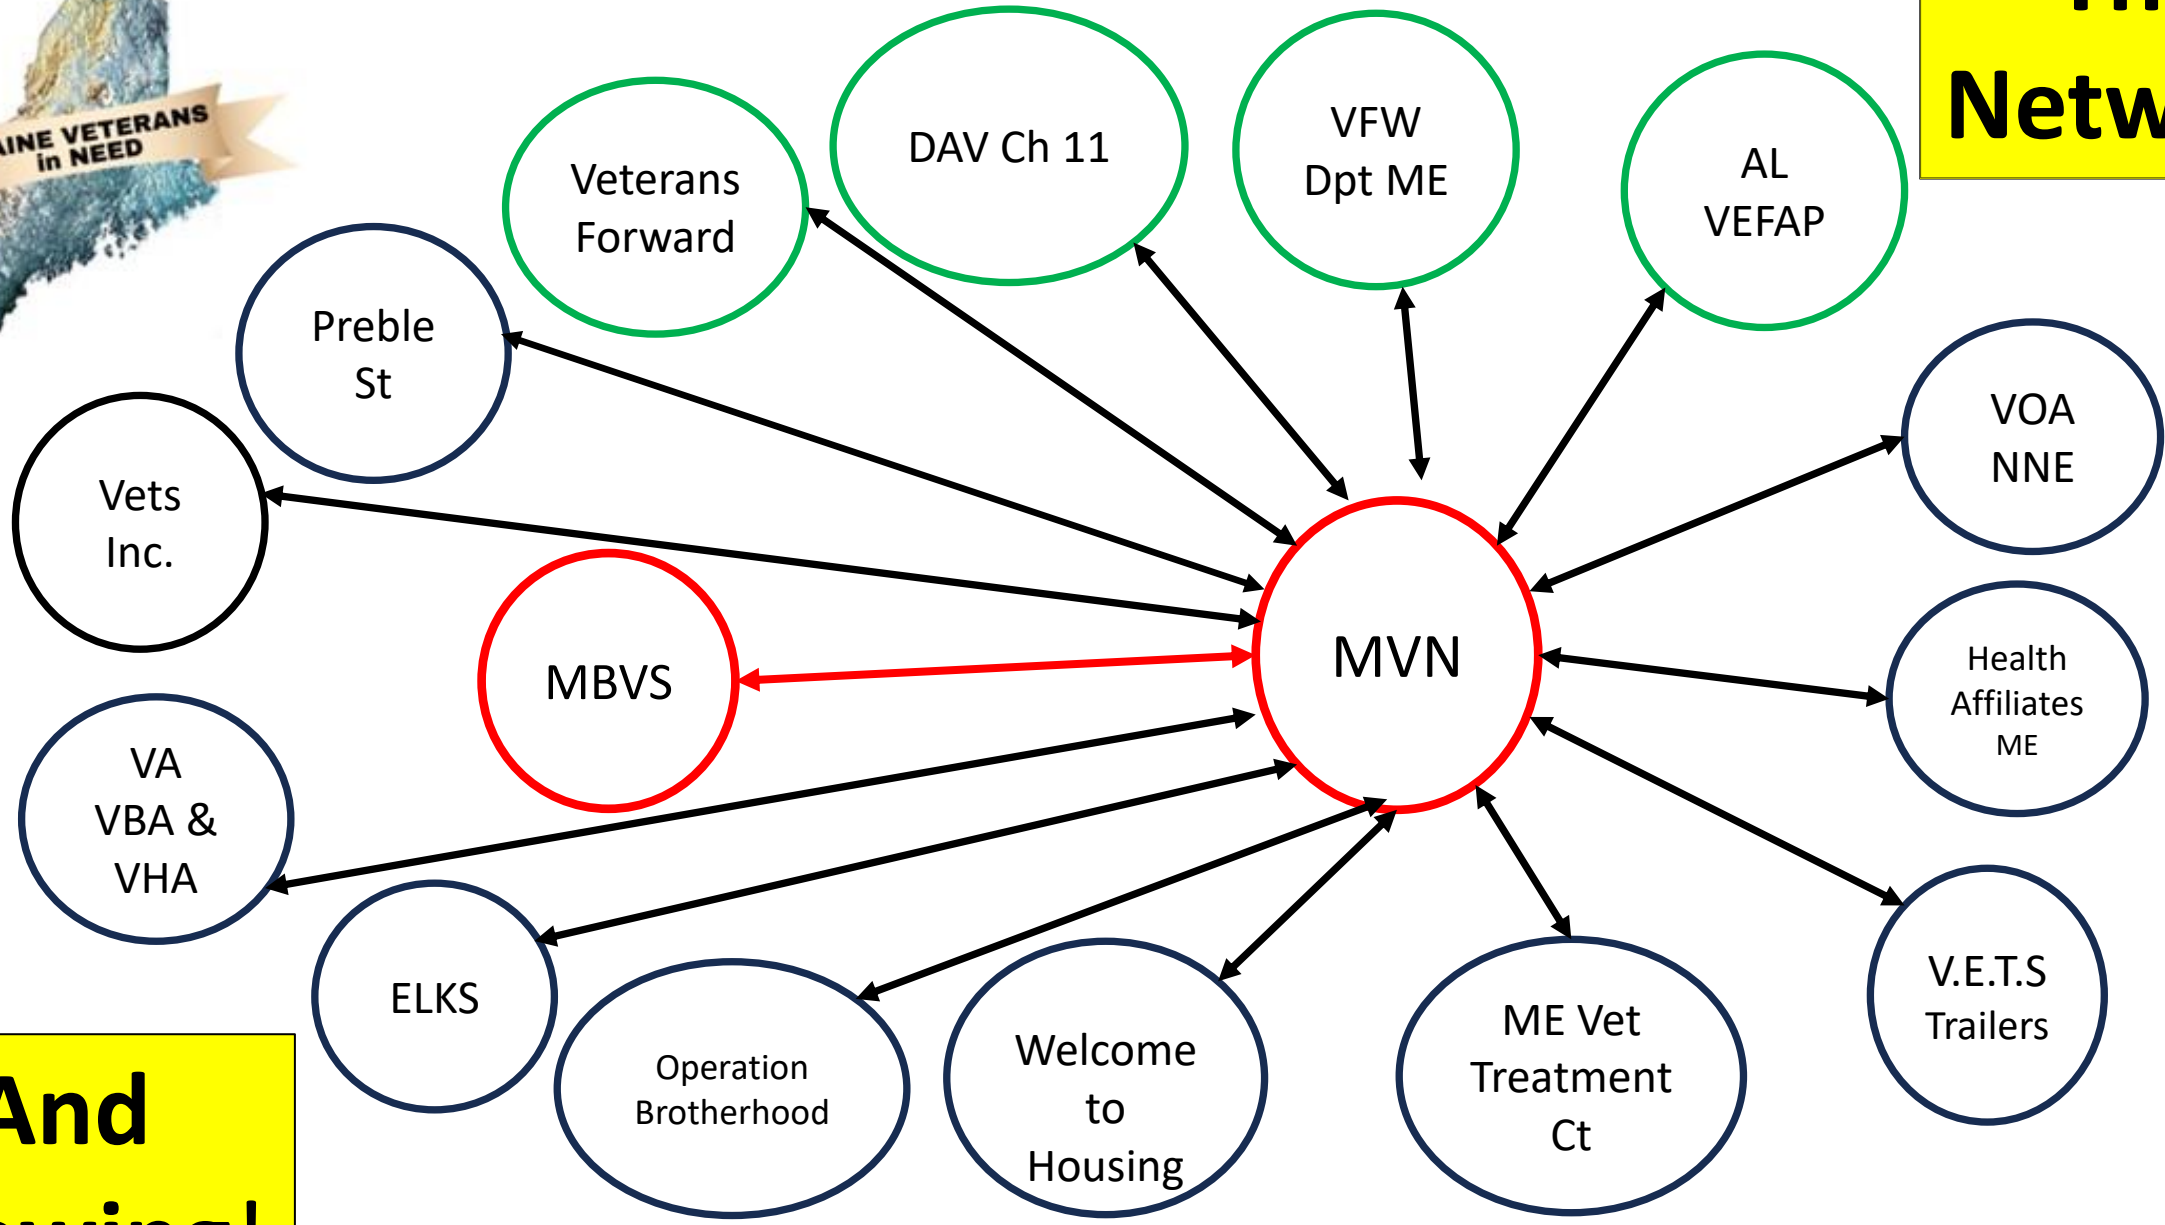 in NEED
VETERANS
DAV Ch 11
VFW
Dpt ME
Veterans
Forward
AL
VEFAP
Preble
St
VOA
NNE
Vets
Inc.
MVN
MBVS
Health
Affiliates
ME
VA
VBA &
VHA
ELKS
Operation
Brotherhood
Welcome
to
Housing
ME Vet
Treatment
Ct
V.E.T.S
Trailers
And